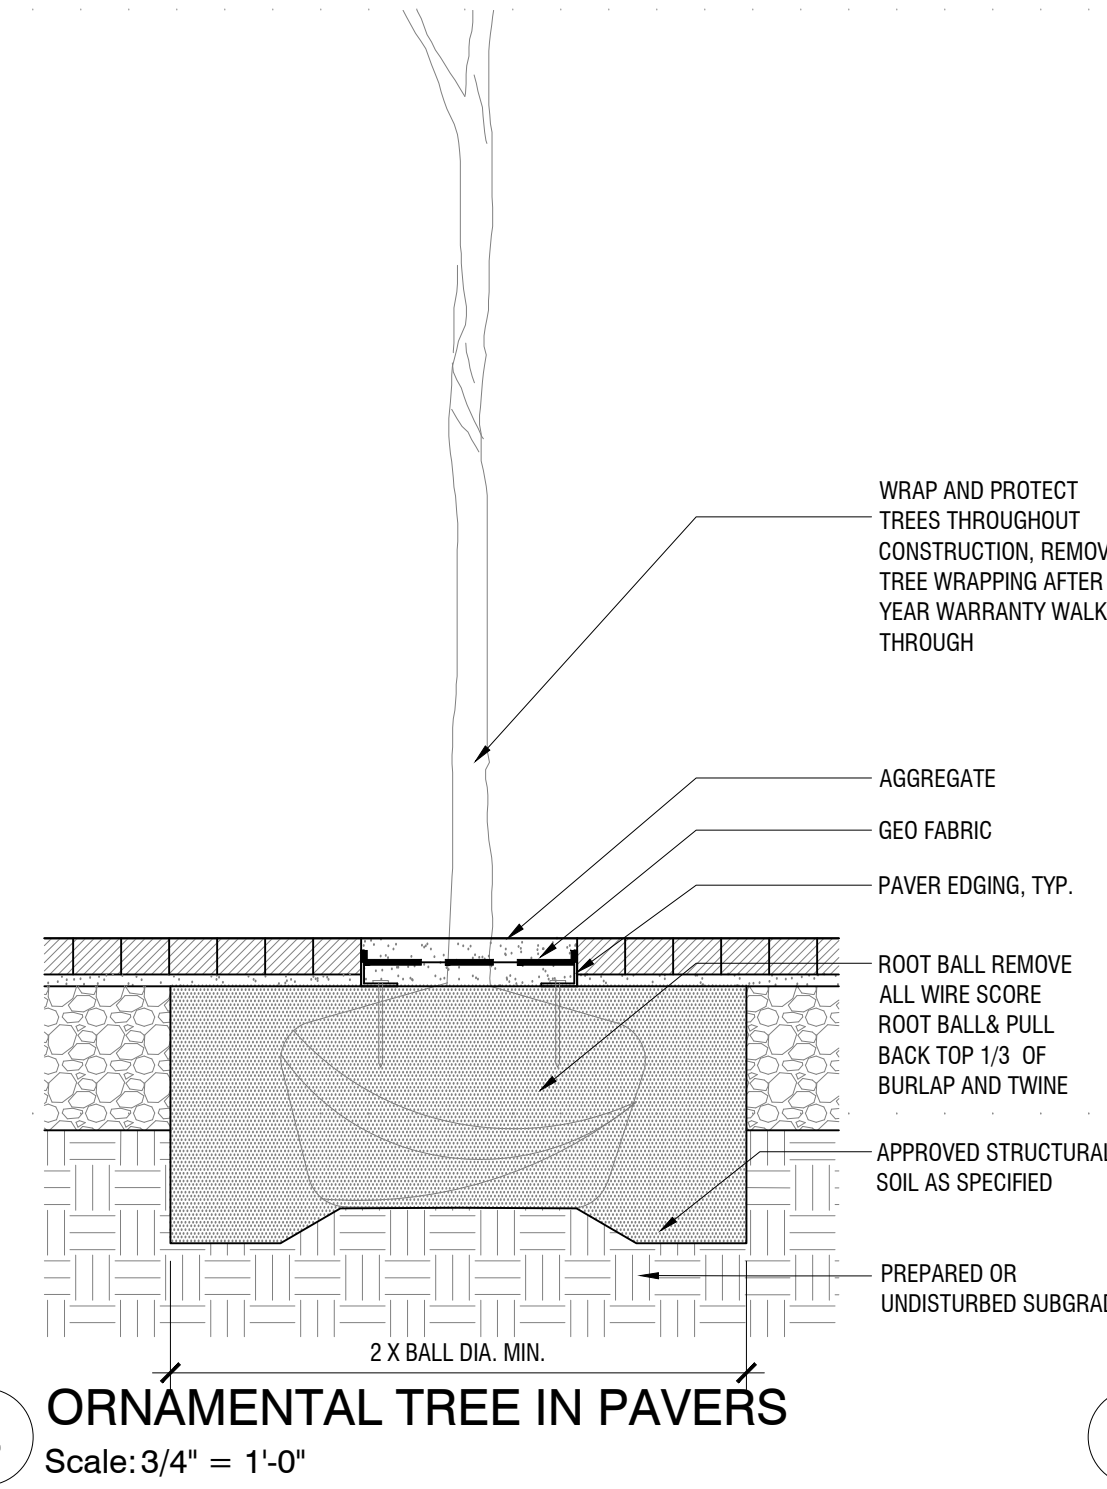 WRAP AND PROTECT
TREES THROUGHOUT
CONSTRUCTION, REMOV
TREE WRAPPING AFTER
YEAR WARRANTY WALK
THROUGH
AGGREGATE
GEO FABRIC
PAVER EDGING, TYP.
ROOT BALL REMOVE
ALL WIRE SCORE
ROOT BALL& PULL
BACK TOP 1/3 OF
BURLAP AND TWINE
APPROVED STRUCTURAL
SOIL AS SPECIFIED
PREPARED OR
UNDISTURBED SUBGRAD
2 X BALL DIA. MIN.
ORNAMENTAL TREE IN PAVERS
Scale: 3/4" = 1'-0"